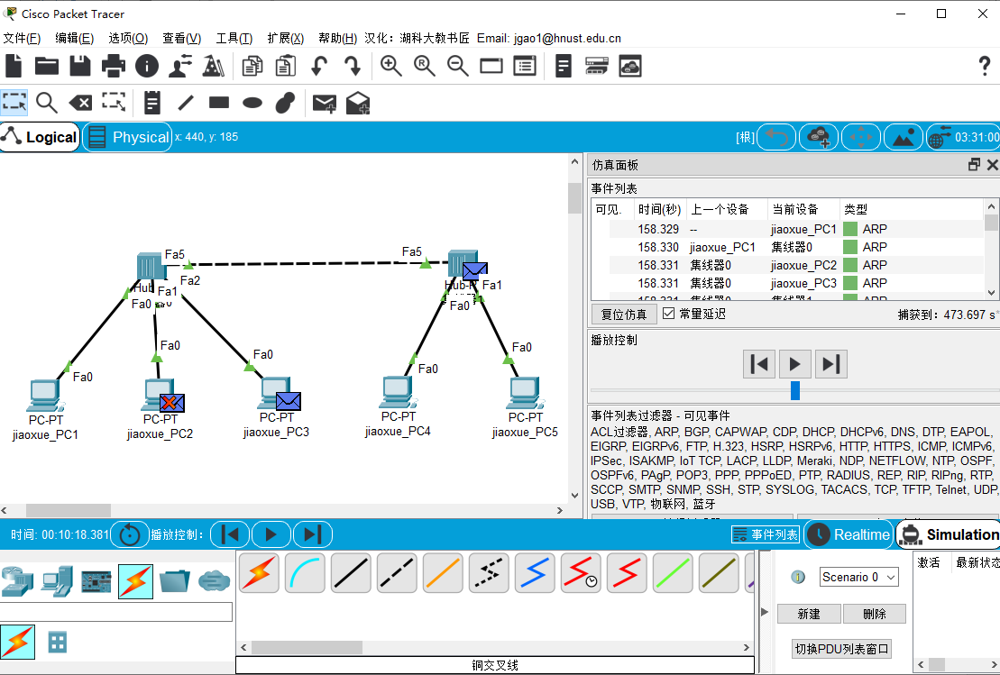 Cisco Packet Tracer
文件(F) 编辑(E) 选项(O) 查看(V) 工具(T) 扩展(X) 帮助(H) 汉化：湖科大教书匠 Email: jgao1@hnust.edu.cn
Logical Physical x: 440, y: 185 [根] 03:31:00
仿真面板
事件列表
可见. 时间(秒) 上一个设备 当前设备 类型
158.329 -- jiaoxue_PC1 ARP
158.330 jiaoxue_PC1 集线器0 ARP
158.331 集线器0 jiaoxue_PC2 ARP
158.331 集线器0 jiaoxue_PC3 ARP
158.331 集线器0 集线器1 ARP
复位仿真 常量延迟 捕获到： 473.697 s*
播放控制
事件列表过滤器 - 可见事件
ACL过滤器, ARP, BGP, CAPWAP, CDP, DHCP, DHCPv6, DNS, DTP, EAPOL,
EIGRP, EIGRPv6, FTP, H.323, HSRP, HSRPv6, HTTP, HTTPS, ICMP, ICMPv6,
IPSec, ISAKMP, IoT TCP, LACP, LLDP, Meraki, NDP, NETFLOW, NTP, OSPF,
OSPFv6, PAgP, POP3, PPP, PPPoED, PTP, RADIUS, REP, RIP, RIPng, RTP,
SCCP, SMTP, SNMP, SSH, STP, SYSLOG, TACACS, TCP, TFTP, Telnet, UDP,
USB, VTP, 物联网, 蓝牙
Fa5 Fa5
Fa2
Hub Fa1 Hub-P Fa1
Fa0 器0 Fa0
Fa0 Fa0 Fa0
Fa0 Fa0
PC-PT PC-PT PC-PT PC-PT PC-PT
jiaoxue_PC1 jiaoxue_PC2 jiaoxue_PC3 jiaoxue_PC4 jiaoxue_PC5
时间: 00:10:18.381 播放控制： 事件列表 Realtime Simulation
Scenario 0
新建 删除
切换PDU列表窗口
激活 最新状态
铜交叉线